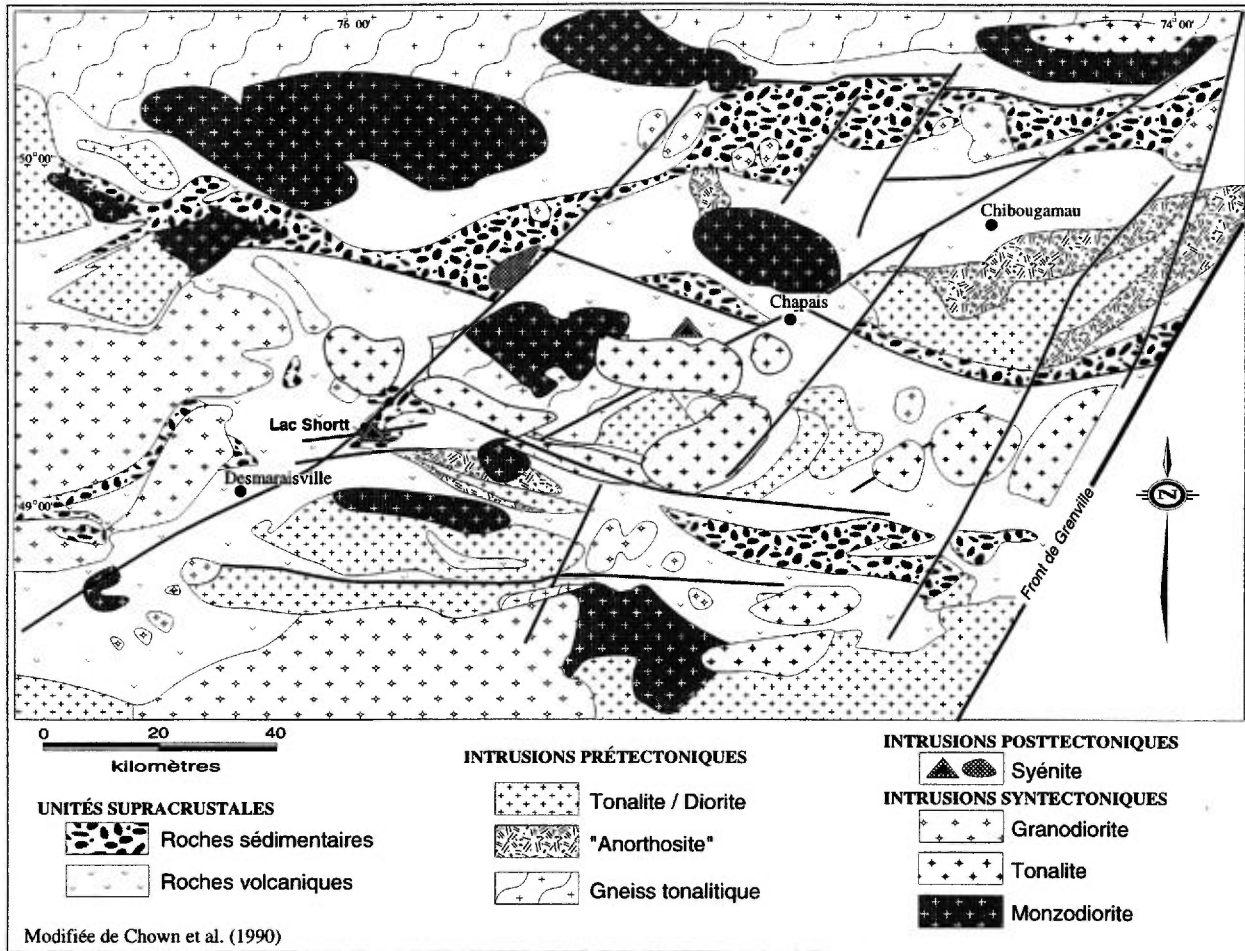 76°00'
74°00'
50°00'
Chibougamau
Chapais
Lac Shortt
Desmaraisville
49°00'
Front de Grenville
N
0 20 40
kilomètres
UNITÉS SUPRACRUSTALES
Roches sédimentaires
Roches volcaniques
INTRUSIONS PRÉTECTONIQUES
Tonalite / Diorite
"Anorthosite"
Gneiss tonalitique
INTRUSIONS POSTTECTONIQUES
Syénite
INTRUSIONS SYNTECTONIQUES
Granodiorite
Tonalite
Monzodiorite
Modifiée de Chown et al. (1990)